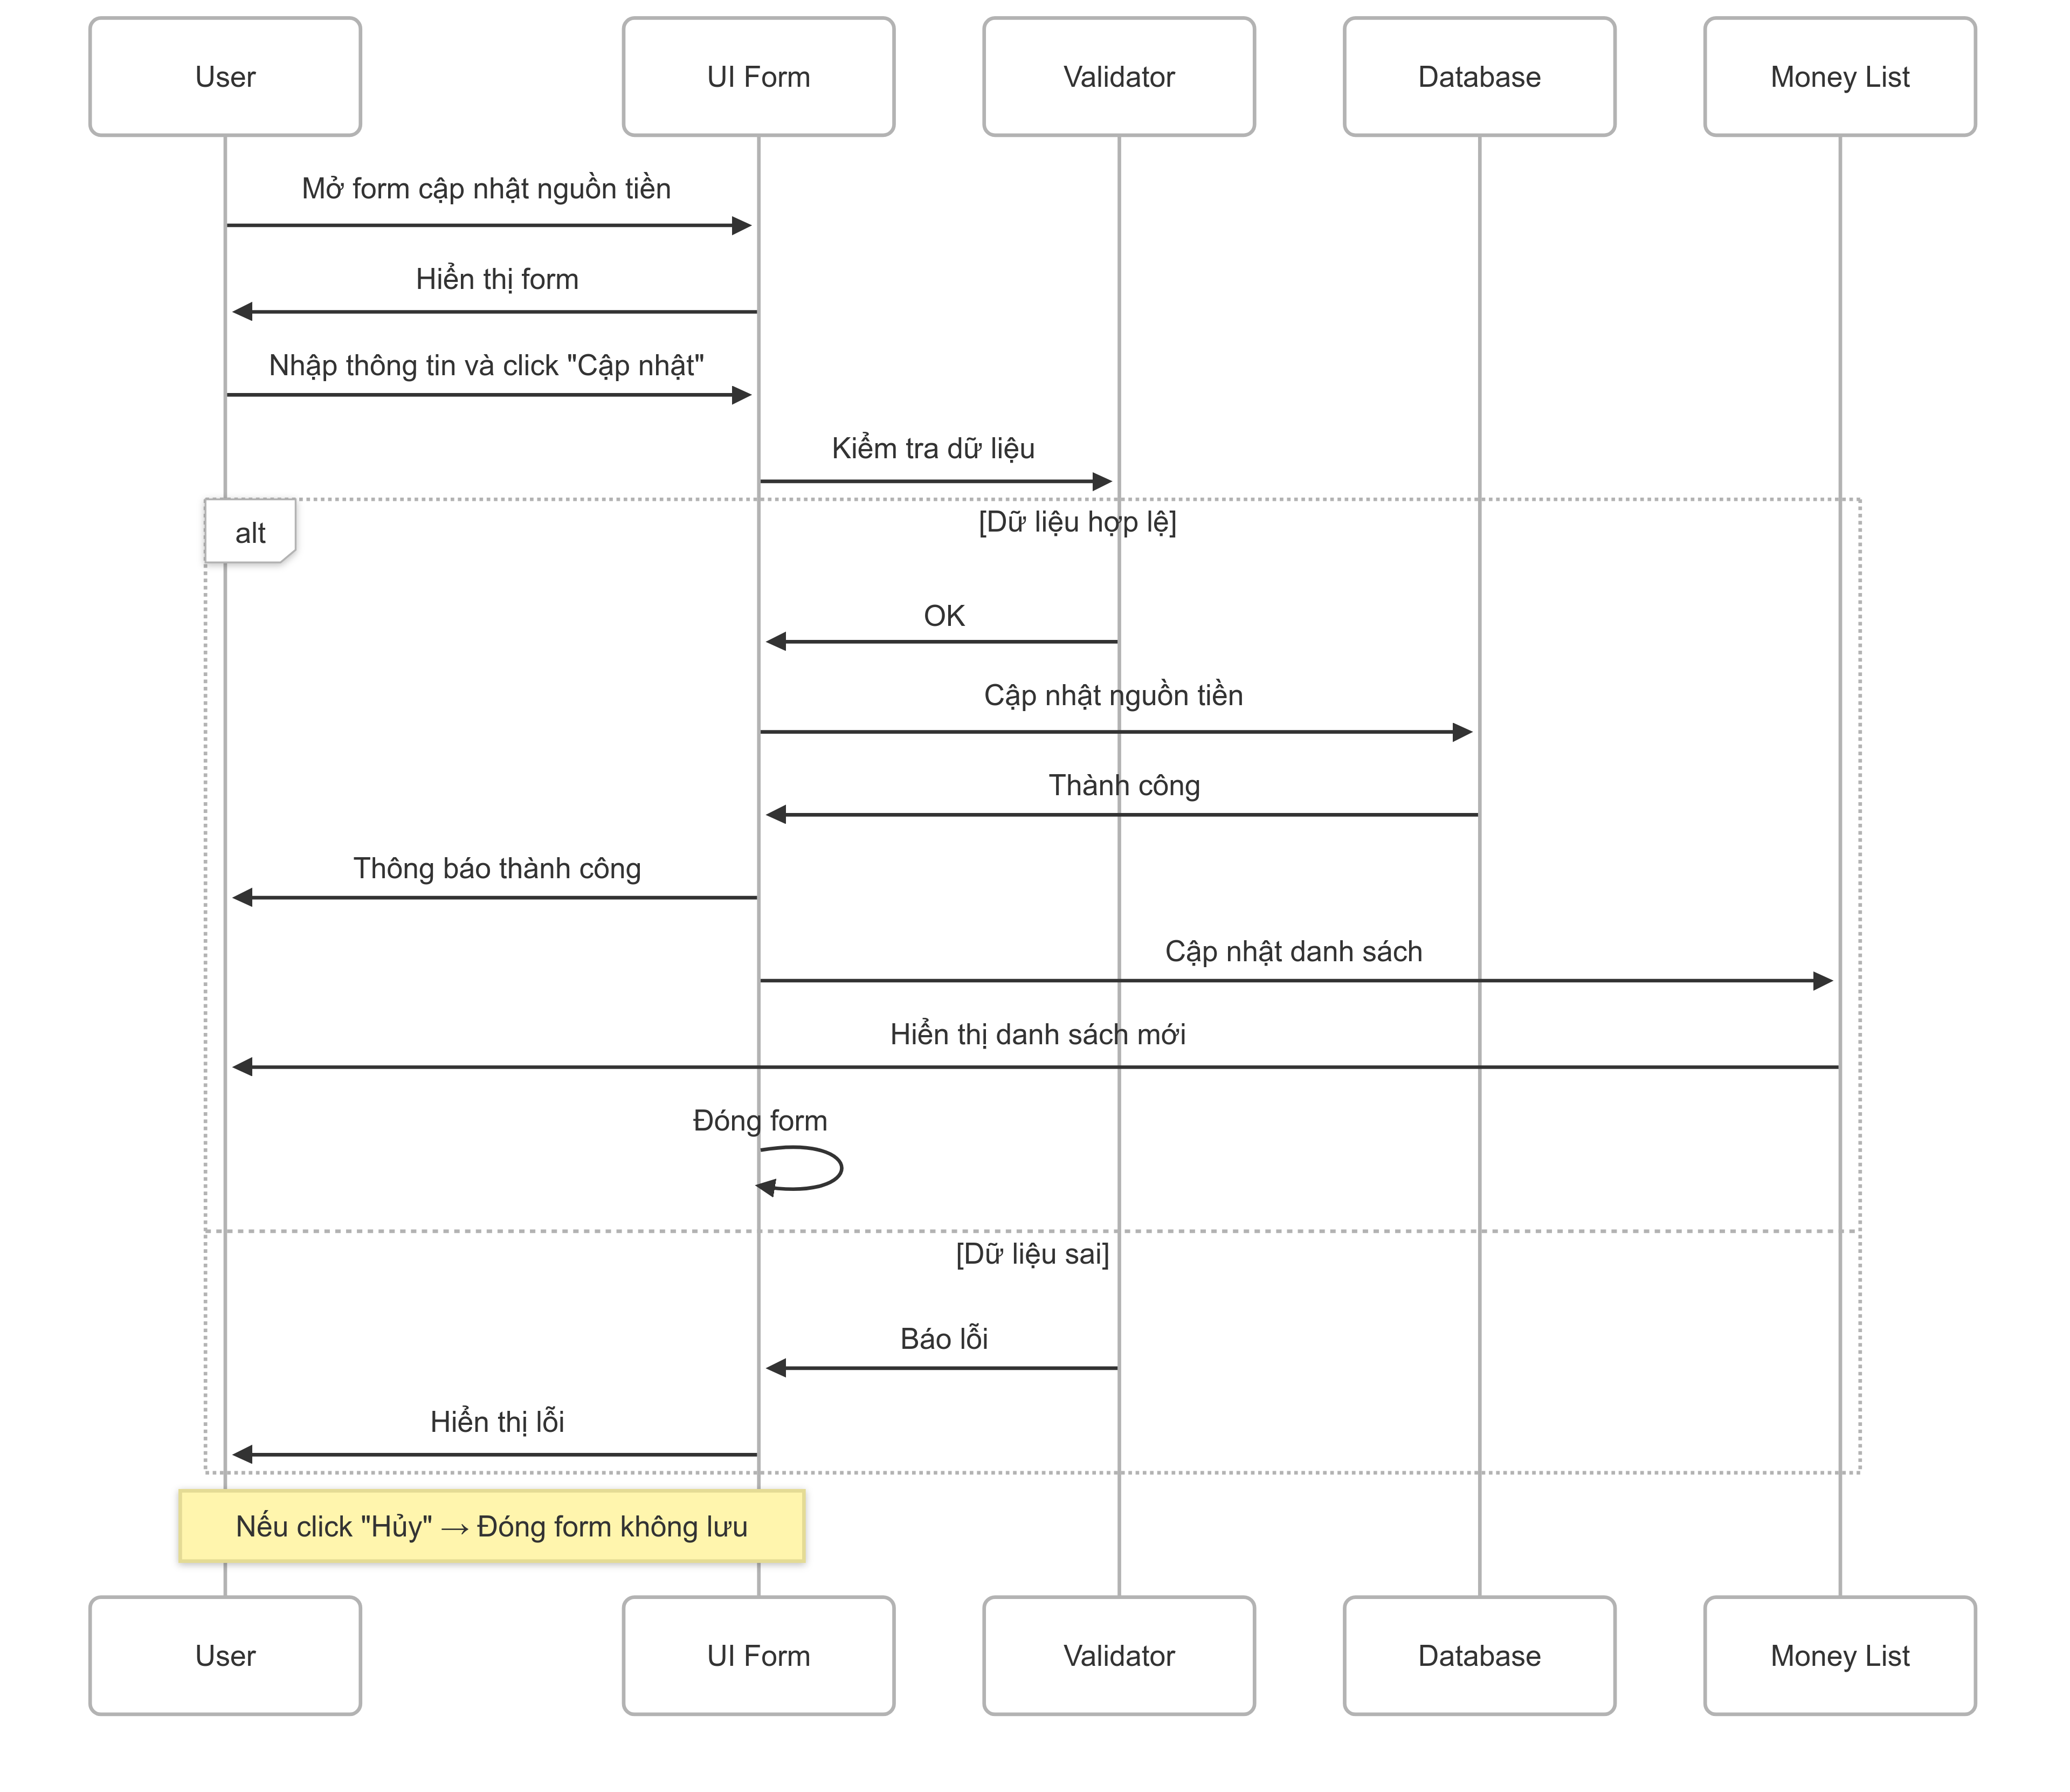 User
UI Form
Validator
Database
Money List
Mở form cập nhật nguồn tiền
Hiển thị form
Nhập thông tin và click "Cập nhật"
Kiểm tra dữ liệu
alt
[Dữ liệu hợp lệ]
OK
Cập nhật nguồn tiền
Thành công
Thông báo thành công
Cập nhật danh sách
Hiển thị danh sách mới
Đóng form
[Dữ liệu sai]
Báo lỗi
Hiển thị lỗi
Nếu click "Hủy" → Đóng form không lưu
User
UI Form
Validator
Database
Money List